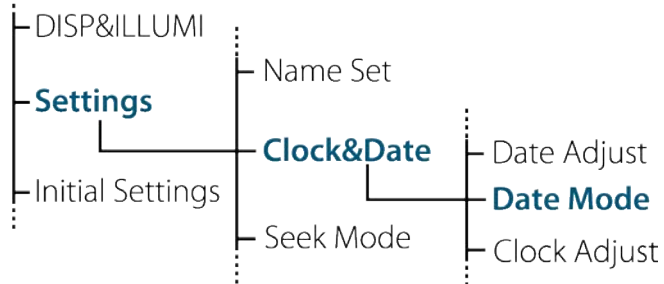 DISP&ILLUMI
Settings
Initial Settings
Name Set
Clock&Date
Seek Mode
Date Adjust
Date Mode
Clock Adjust